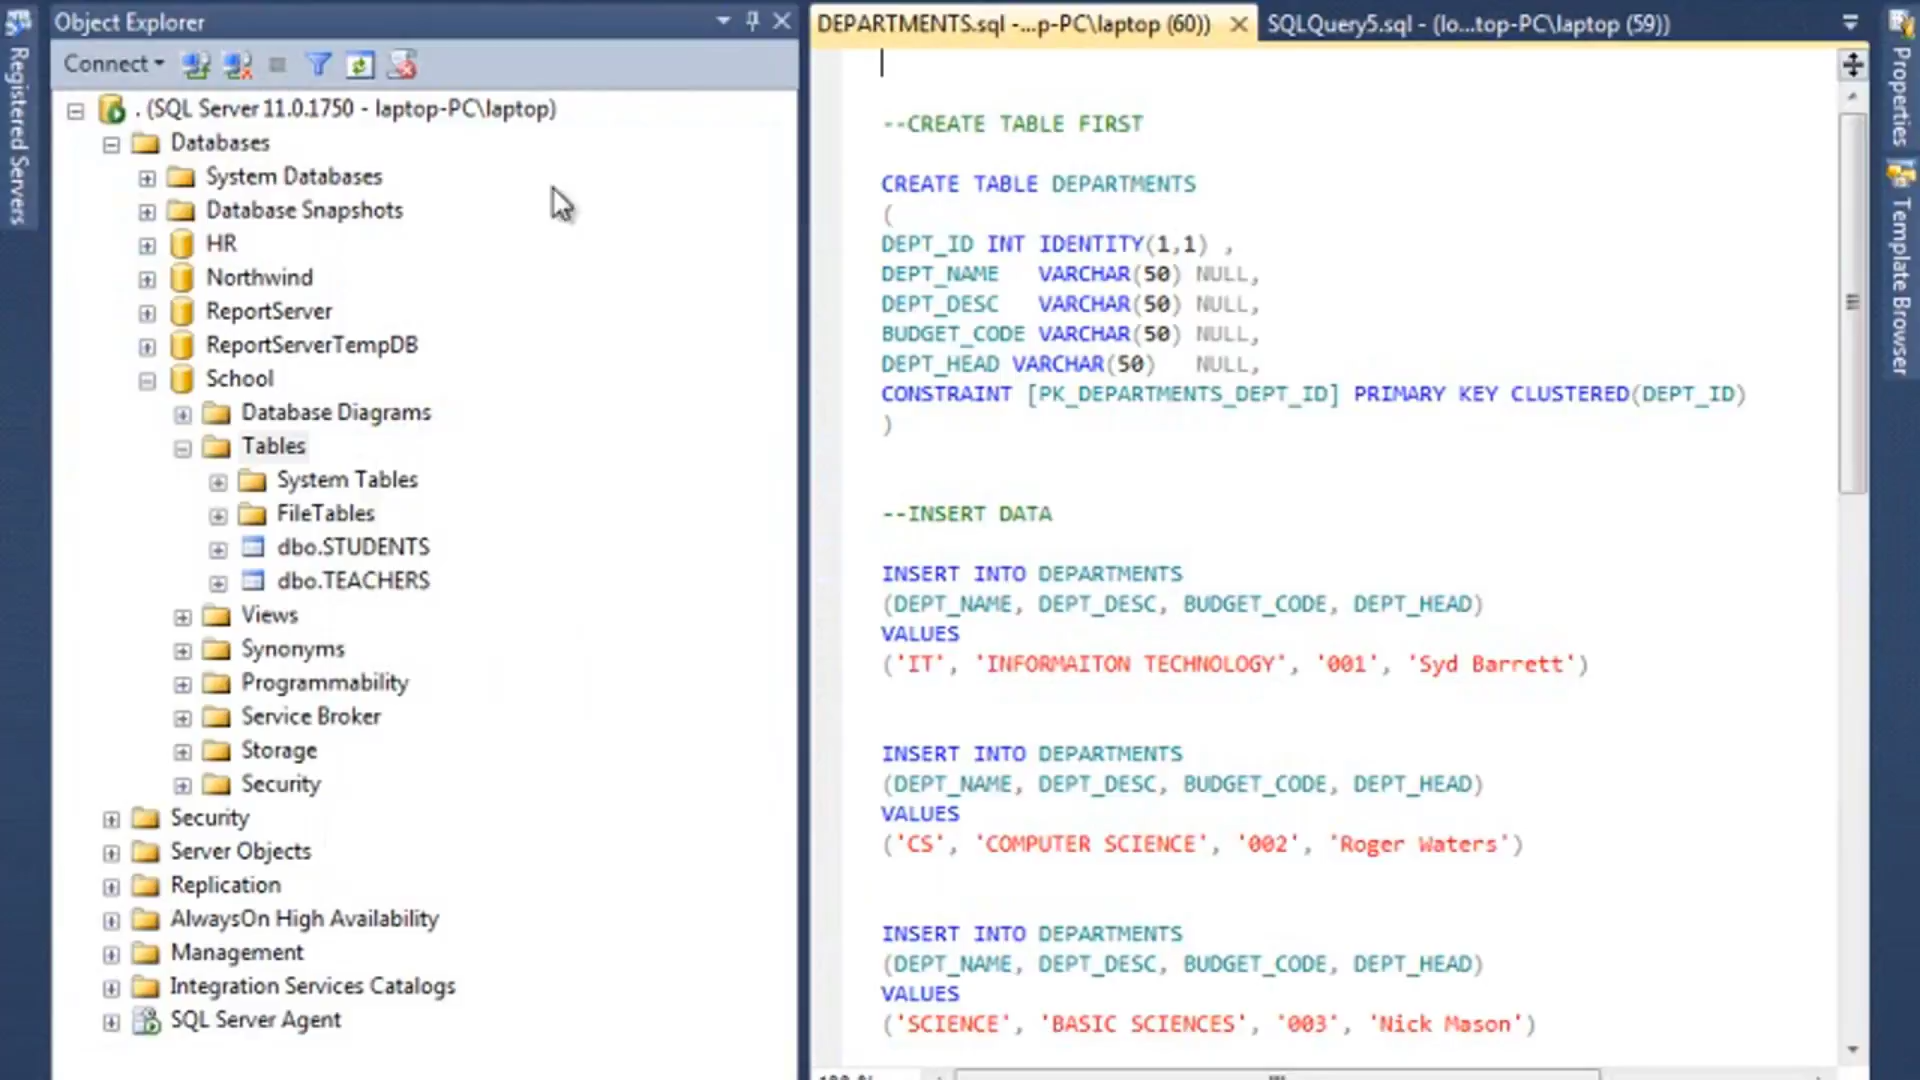 Object Explorer
Connect
. (SQL Server 11.0.1750 - laptop-PC\laptop)
Databases
System Databases
Database Snapshots
HR
Northwind
ReportServer
ReportServerTempDB
School
Database Diagrams
Tables
System Tables
FileTables
dbo.STUDENTS
dbo.TEACHERS
Views
Synonyms
Programmability
Service Broker
Storage
Security
Security
Server Objects
Replication
AlwaysOn High Availability
Management
Integration Services Catalogs
SQL Server Agent
Registered Servers
DEPARTMENTS.sql -...p-PC\laptop (60))
SQLQuery5.sql - (lo...top-PC\laptop (59))
--CREATE TABLE FIRST
CREATE TABLE DEPARTMENTS
(
DEPT_ID INT IDENTITY(1,1) ,
DEPT_NAME VARCHAR(50) NULL,
DEPT_DESC VARCHAR(50) NULL,
BUDGET_CODE VARCHAR(50) NULL,
DEPT_HEAD VARCHAR(50) NULL,
CONSTRAINT [PK_DEPARTMENTS_DEPT_ID] PRIMARY KEY CLUSTERED(DEPT_ID)
)
--INSERT DATA
INSERT INTO DEPARTMENTS
(DEPT_NAME, DEPT_DESC, BUDGET_CODE, DEPT_HEAD)
VALUES
('IT', 'INFORMAITON TECHNOLOGY', '001', 'Syd Barrett')
INSERT INTO DEPARTMENTS
(DEPT_NAME, DEPT_DESC, BUDGET_CODE, DEPT_HEAD)
VALUES
('CS', 'COMPUTER SCIENCE', '002', 'Roger Waters')
INSERT INTO DEPARTMENTS
(DEPT_NAME, DEPT_DESC, BUDGET_CODE, DEPT_HEAD)
VALUES
('SCIENCE', 'BASIC SCIENCES', '003', 'Nick Mason')
Properties
Template Browser